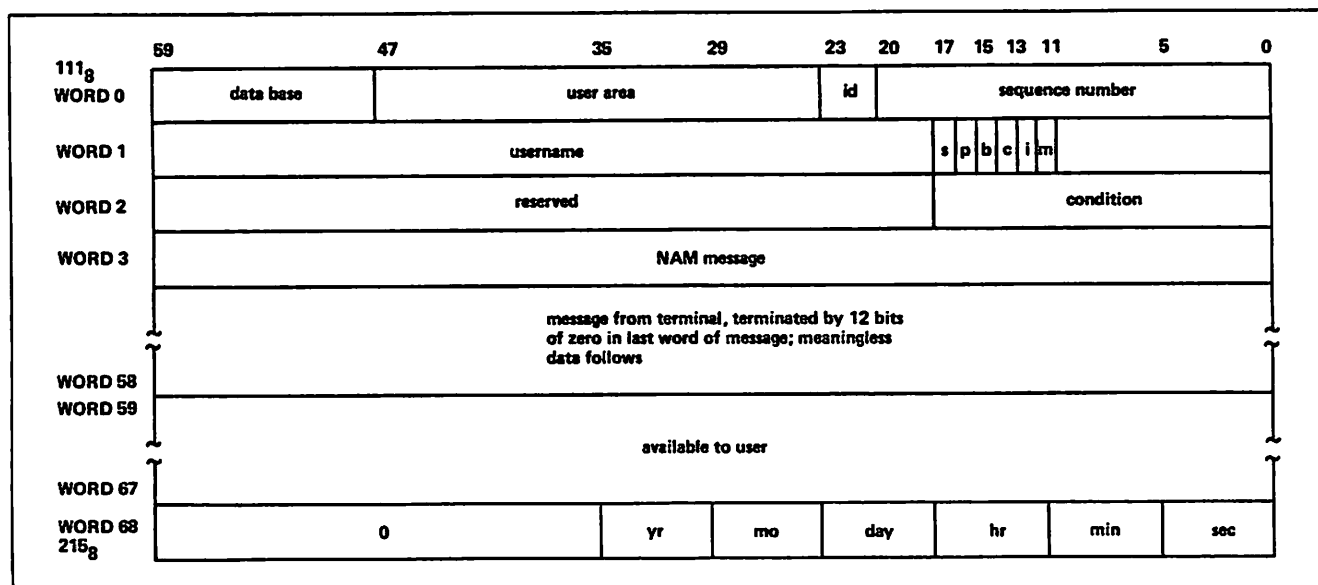 59 47 35 29 23 20 17 15 13 11 5 0
111₈
WORD 0 data base user area id sequence number
WORD 1 username s p b c i m
WORD 2 reserved condition
WORD 3 NAM message
message from terminal, terminated by 12 bits
of zero in last word of message; meaningless
data follows
WORD 58
WORD 59
available to user
WORD 67
WORD 68 0 yr mo day hr min sec
215₈